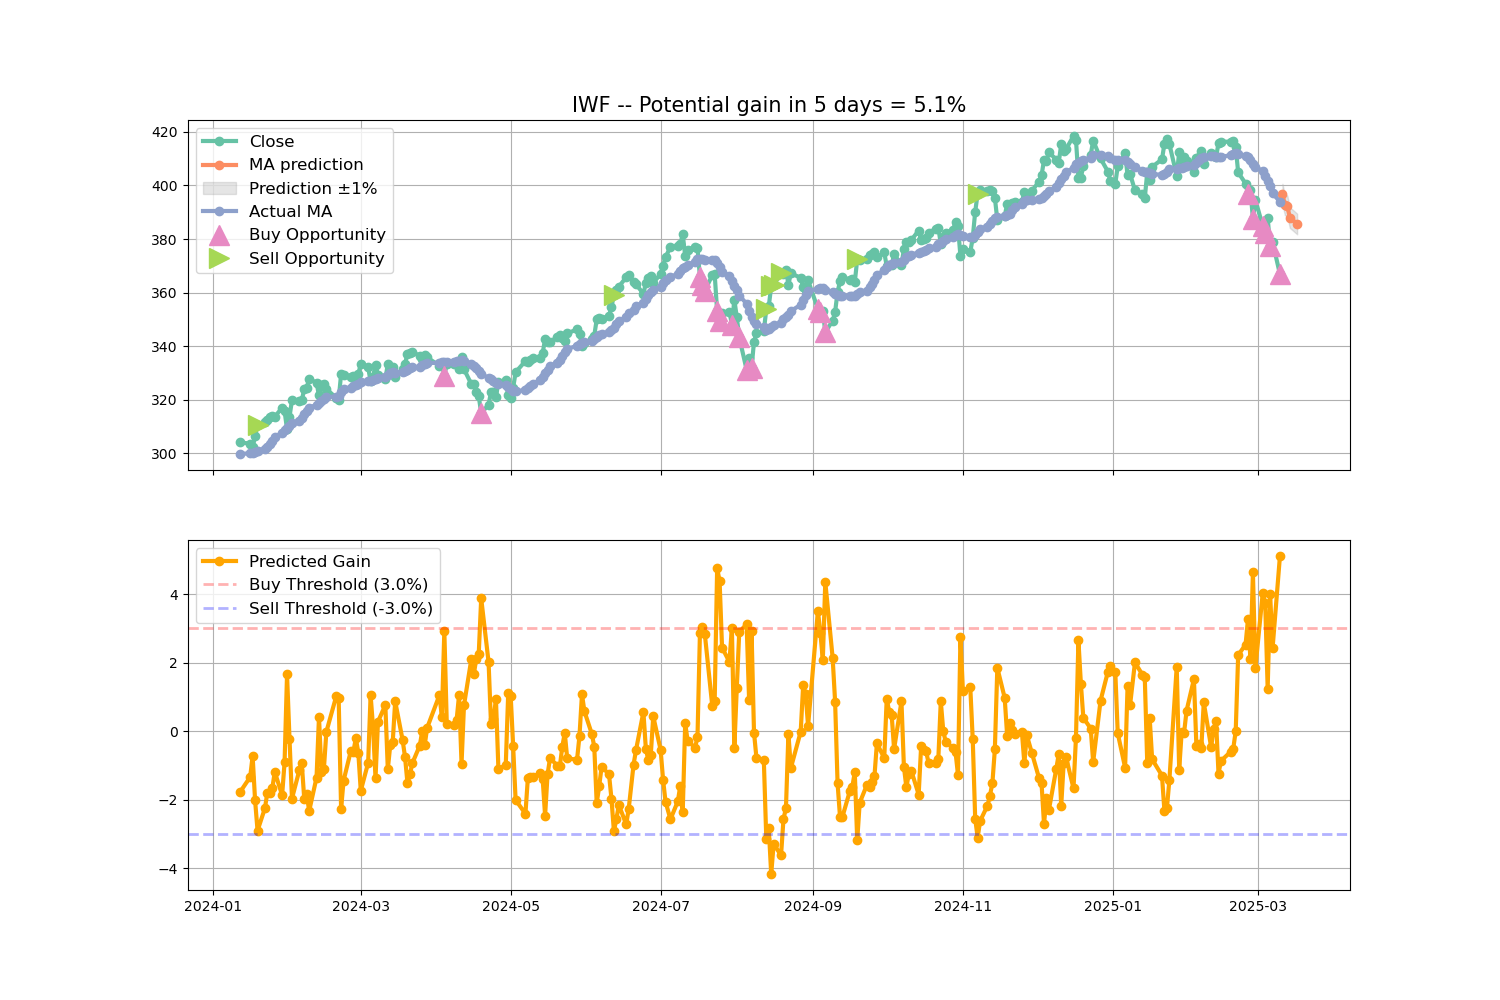 IWF -- Potential gain in 5 days = 5.1%
420
400
380
360
340
320
300
Close
MA prediction
Prediction ±1%
Actual MA
Buy Opportunity
Sell Opportunity
4
2
0
−2
−4
Predicted Gain
Buy Threshold (3.0%)
Sell Threshold (-3.0%)
2024-01
2024-03
2024-05
2024-07
2024-09
2024-11
2025-01
2025-03